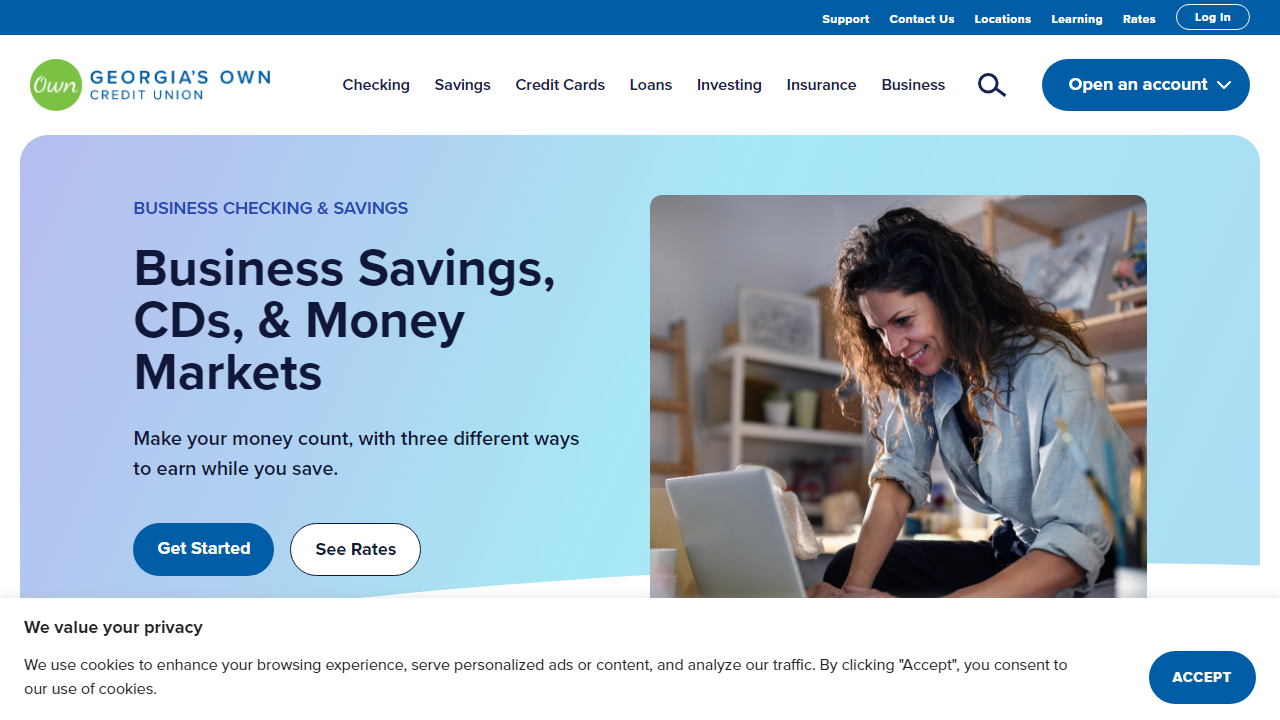 Support Contact Us Locations Learning Rates Log In
Own GEORGIA'S OWN
CREDIT UNION
Checking Savings Credit Cards Loans Investing Insurance Business
Open an account
BUSINESS CHECKING & SAVINGS
Business Savings,
CDs, & Money
Markets
Make your money count, with three different ways
to earn while you save.
Get Started See Rates
We value your privacy
We use cookies to enhance your browsing experience, serve personalized ads or content, and analyze our traffic. By clicking "Accept", you consent to
our use of cookies.
ACCEPT